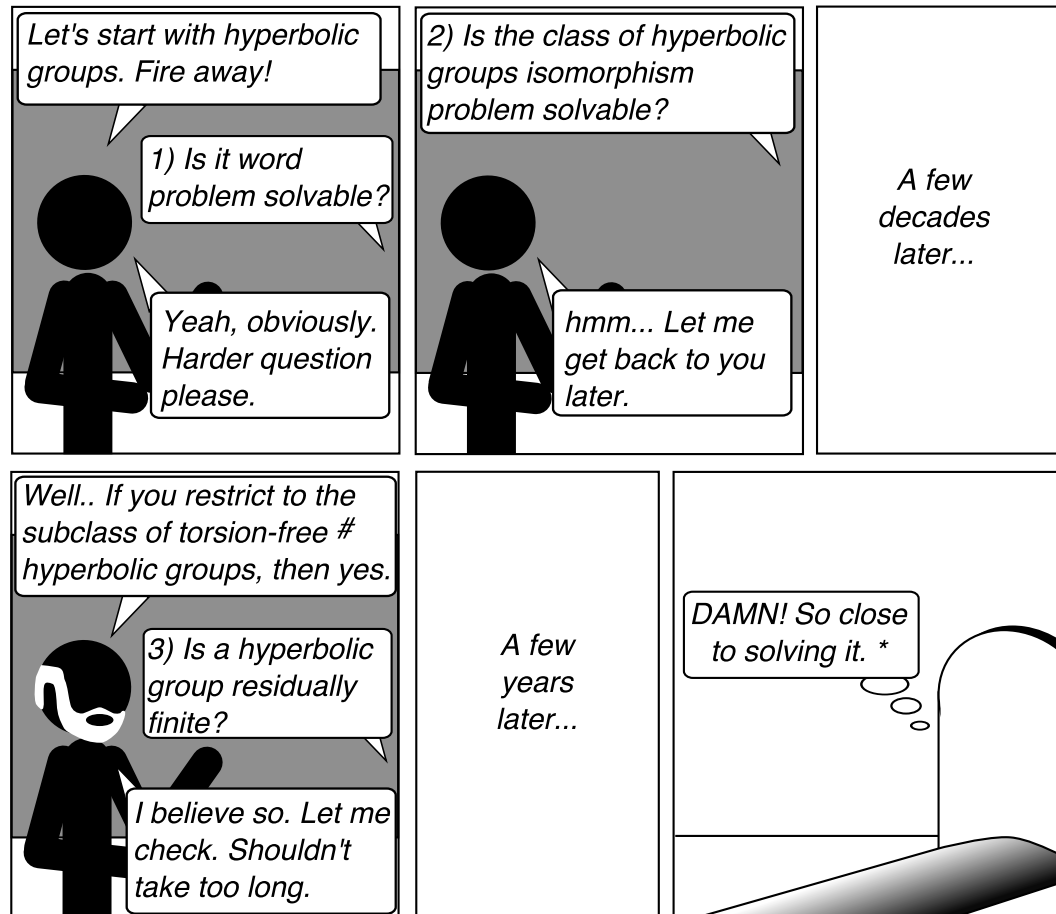 Let's start with hyperbolic
groups. Fire away!
1) Is it word
problem solvable?
Yeah, obviously.
Harder question
please.
2) Is the class of hyperbolic
groups isomorphism
problem solvable?
hmm... Let me
get back to you
later.
A few
decades
later...
Well.. If you restrict to the
subclass of torsion-free #
hyperbolic groups, then yes.
3) Is a hyperbolic
group residually
finite?
I believe so. Let me
check. Shouldn't
take too long.
A few
years
later...
DAMN! So close
to solving it. *